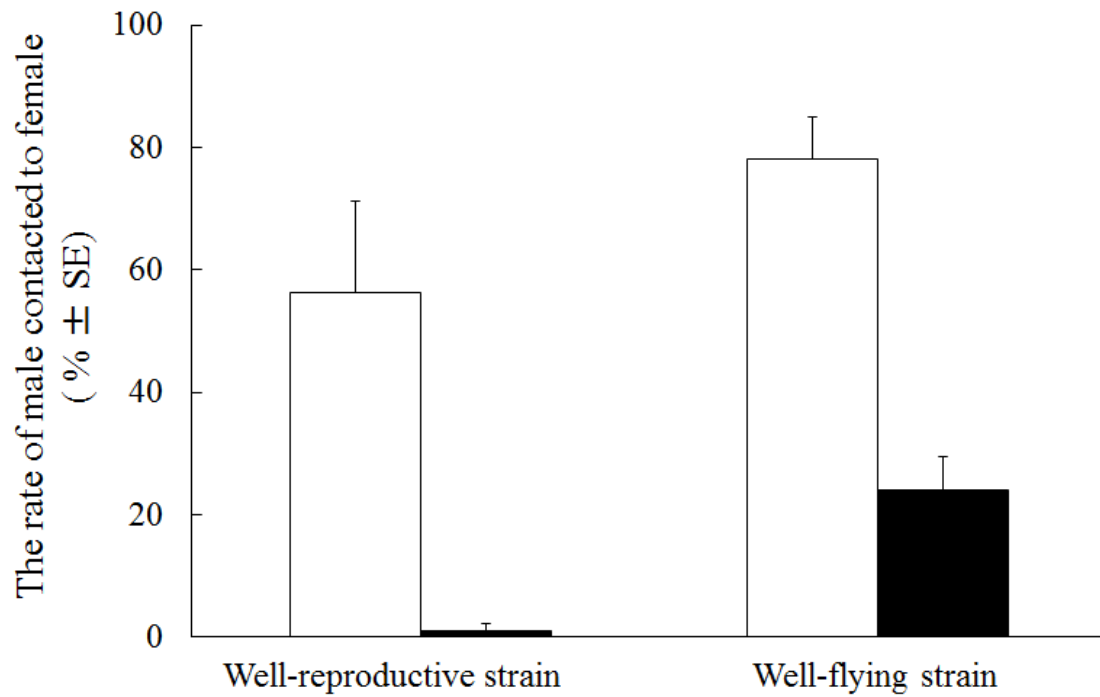 The rate of male contacted to female
( % ± SE)
100
80
60
40
20
0
Well-reproductive strain
Well-flying strain